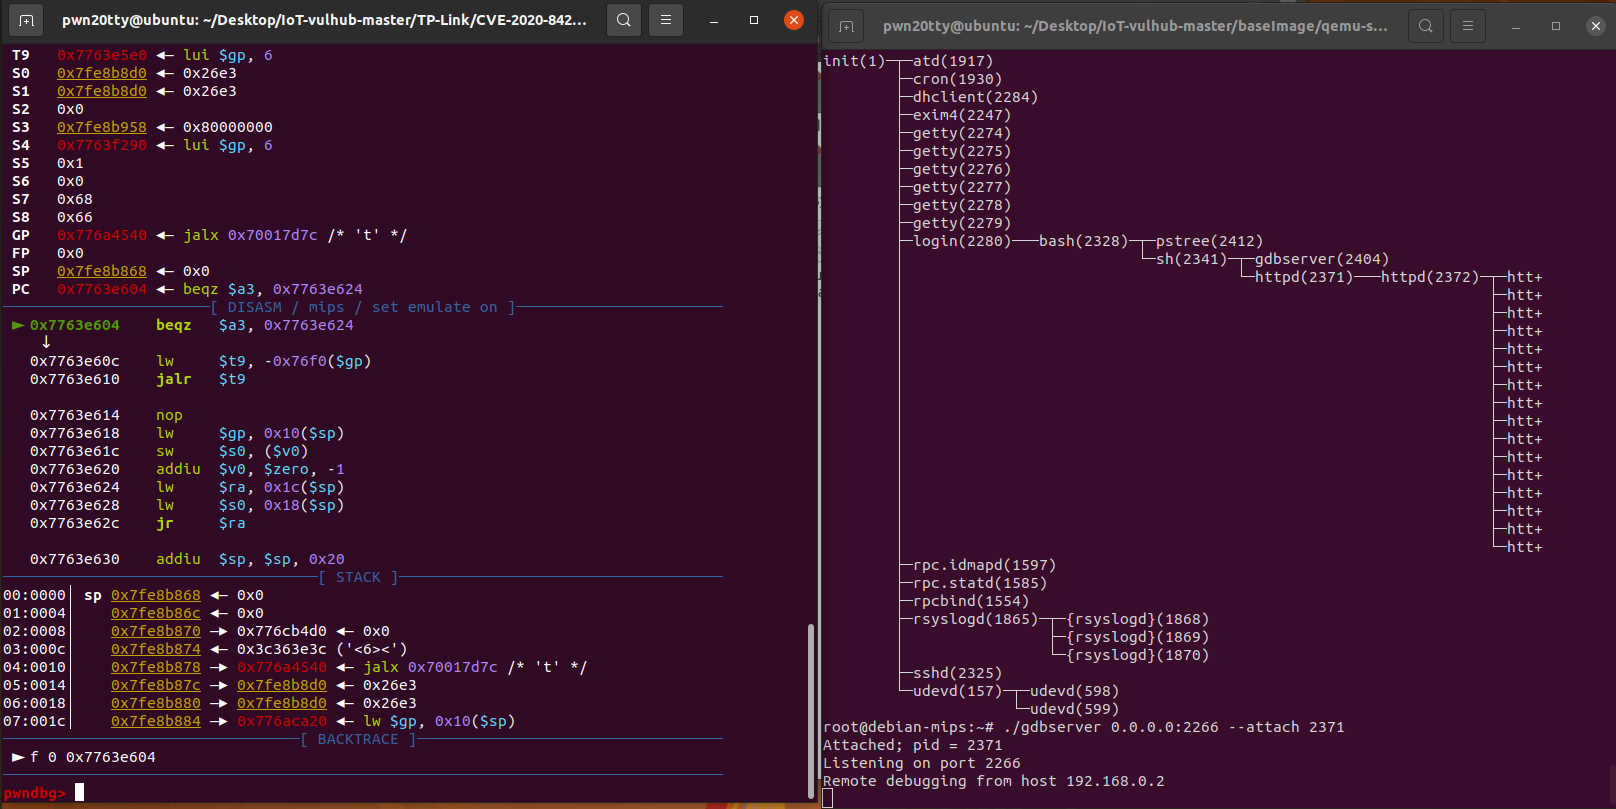 pwn20tty@ubuntu: ~/Desktop/IoT-vulhub-master/TP-Link/CVE-2020-842...
T9 0x7763e5e0 ← lui $gp, 6
S0 0x7fe8b8d0 ← 0x26e3
S1 0x7fe8b8d0 ← 0x26e3
S2 0x0
S3 0x7fe8b958 ← 0x80000000
S4 0x7763f290 ← lui $gp, 6
S5 0x1
S6 0x0
S7 0x68
S8 0x66
GP 0x776a4540 ← jalx 0x70017d7c /* 't' */
FP 0x0
SP 0x7fe8b868 ← 0x0
PC 0x7763e604 ← beqz $a3, 0x7763e624
[ DISASM / mips / set emulate on ]
► 0x7763e604 beqz $a3, 0x7763e624
↓
0x7763e60c lw $t9, -0x76f0($gp)
0x7763e610 jalr $t9
0x7763e614 nop
0x7763e618 lw $gp, 0x10($sp)
0x7763e61c sw $s0, ($v0)
0x7763e620 addiu $v0, $zero, -1
0x7763e624 lw $ra, 0x1c($sp)
0x7763e628 lw $s0, 0x18($sp)
0x7763e62c jr $ra
0x7763e630 addiu $sp, $sp, 0x20
[ STACK ]
00:0000│ sp 0x7fe8b868 ← 0x0
01:0004│ 0x7fe8b86c ← 0x0
02:0008│ 0x7fe8b870 → 0x776cb4d0 ← 0x0
03:000c│ 0x7fe8b874 ← 0x3c363e3c ('<6><')
04:0010│ 0x7fe8b878 → 0x776a4540 ← jalx 0x70017d7c /* 't' */
05:0014│ 0x7fe8b87c → 0x7fe8b8d0 ← 0x26e3
06:0018│ 0x7fe8b880 → 0x7fe8b8d0 ← 0x26e3
07:001c│ 0x7fe8b884 → 0x776aca20 ← lw $gp, 0x10($sp)
[ BACKTRACE ]
► f 0 0x7763e604
pwndbg>
pwn20tty@ubuntu: ~/Desktop/IoT-vulhub-master/baseImage/qemu-s...
init(1)─┬─atd(1917)
├─cron(1930)
├─dhclient(2284)
├─exim4(2247)
├─getty(2274)
├─getty(2275)
├─getty(2276)
├─getty(2277)
├─getty(2278)
├─getty(2279)
├─login(2280)───bash(2328)─┬─pstree(2412)
└─sh(2341)─┬─gdbserver(2404)
└─httpd(2371)───httpd(2372)─┬─htt+
├─htt+
├─htt+
├─htt+
├─htt+
├─htt+
├─htt+
├─htt+
├─htt+
├─htt+
├─htt+
├─htt+
├─htt+
├─htt+
├─htt+
└─htt+
├─rpc.idmapd(1597)
├─rpc.statd(1585)
├─rpcbind(1554)
├─rsyslogd(1865)─┬─{rsyslogd}(1868)
├─{rsyslogd}(1869)
└─{rsyslogd}(1870)
├─sshd(2325)
└─udevd(157)─┬─udevd(598)
└─udevd(599)
root@debian-mips:~# ./gdbserver 0.0.0.0:2266 --attach 2371
Attached; pid = 2371
Listening on port 2266
Remote debugging from host 192.168.0.2